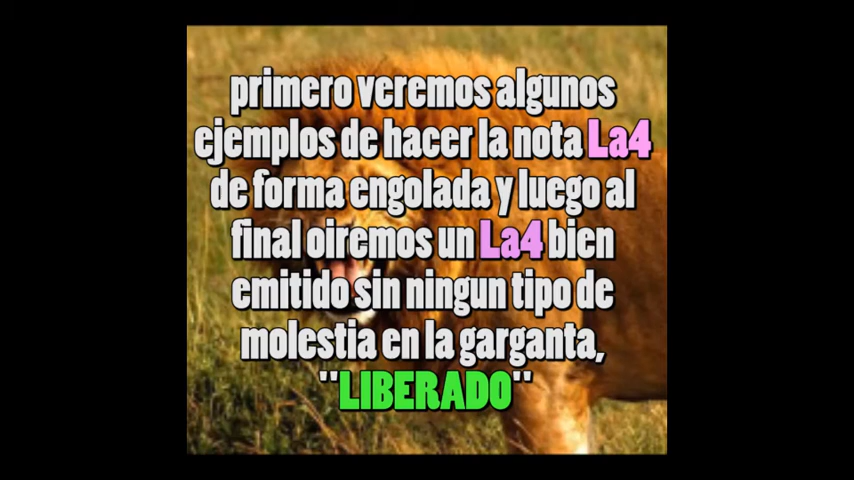 primero veremos algunos
ejemplos de hacer la nota La4
de forma engolada y luego al
final oiremos un La4 bien
emitido sin ningun tipo de
molestia en la garganta,
"LIBERADO"